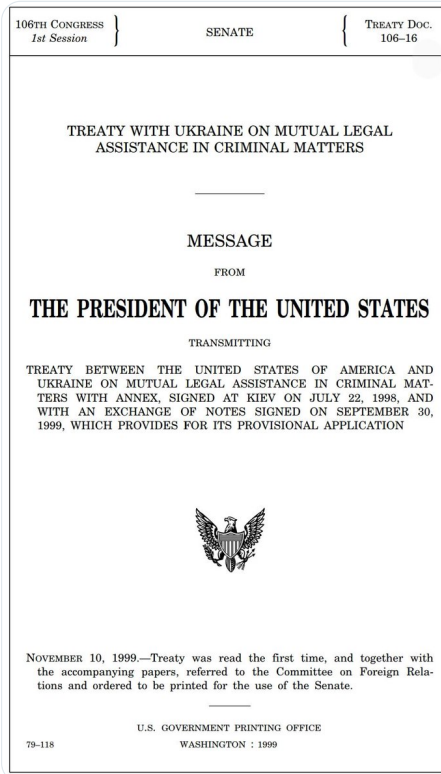 106TH CONGRESS
1st Session
SENATE
TREATY DOC.
106–16
TREATY WITH UKRAINE ON MUTUAL LEGAL
ASSISTANCE IN CRIMINAL MATTERS
MESSAGE
FROM
THE PRESIDENT OF THE UNITED STATES
TRANSMITTING
TREATY BETWEEN THE UNITED STATES OF AMERICA AND
UKRAINE ON MUTUAL LEGAL ASSISTANCE IN CRIMINAL MAT-
TERS WITH ANNEX, SIGNED AT KIEV ON JULY 22, 1998, AND
WITH AN EXCHANGE OF NOTES SIGNED ON SEPTEMBER 30,
1999, WHICH PROVIDES FOR ITS PROVISIONAL APPLICATION
NOVEMBER 10, 1999.—Treaty was read the first time, and together with
the accompanying papers, referred to the Committee on Foreign Rela-
tions and ordered to be printed for the use of the Senate.
U.S. GOVERNMENT PRINTING OFFICE
79–118
WASHINGTON : 1999